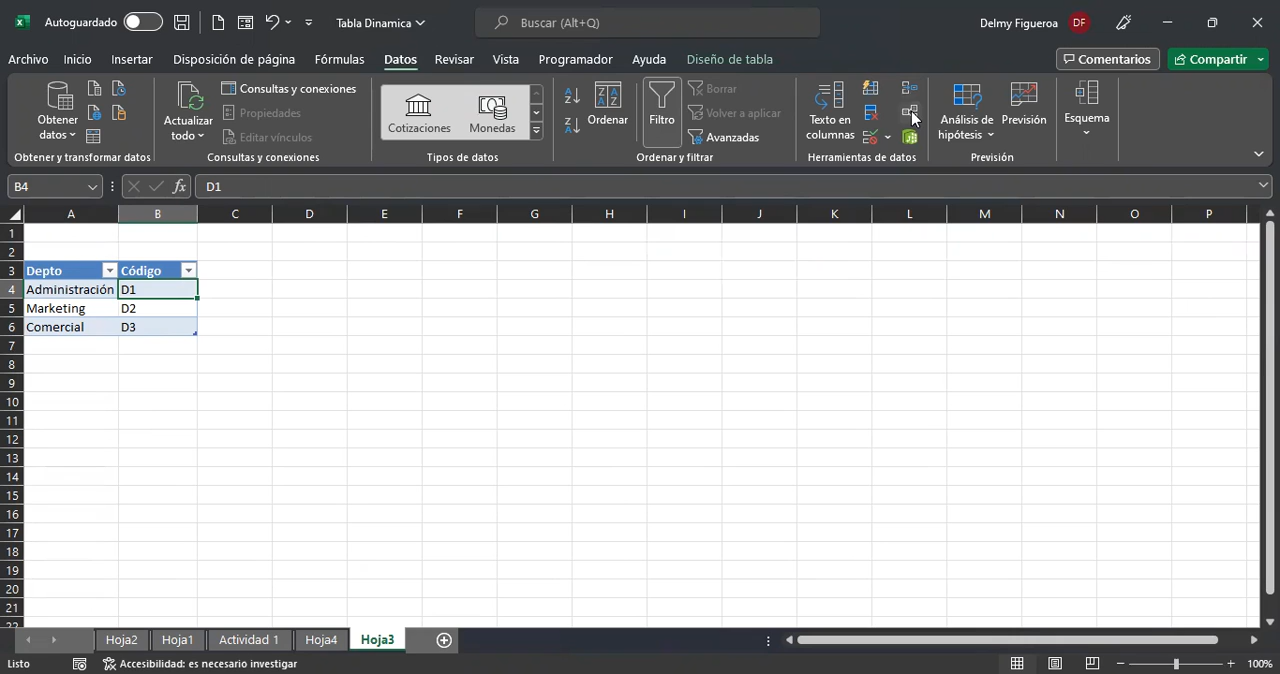 Autoguardado
Tabla Dinamica
Buscar (Alt+Q)
Delmy Figueroa
DF
Archivo
Inicio
Insertar
Disposición de página
Fórmulas
Datos
Revisar
Vista
Programador
Ayuda
Diseño de tabla
Comentarios
Compartir
Obtener
datos
Obtener y transformar datos
Actualizar
todo
Consultas y conexiones
Propiedades
Editar vínculos
Consultas y conexiones
Cotizaciones
Monedas
Tipos de datos
Ordenar
Filtro
Borrar
Volver a aplicar
Avanzadas
Ordenar y filtrar
Texto en
columnas
Herramientas de datos
Análisis de
hipótesis
Previsión
Previsión
Esquema
B4
fx
D1
A B C D E F G H I J K L M N O P
1
2
3 Depto Código
4 Administración D1
5 Marketing D2
6 Comercial D3
7
8
9
10
11
12
13
14
15
16
17
18
19
20
21
22
Hoja2
Hoja1
Actividad 1
Hoja4
Hoja3
Listo
Accesibilidad: es necesario investigar
100%